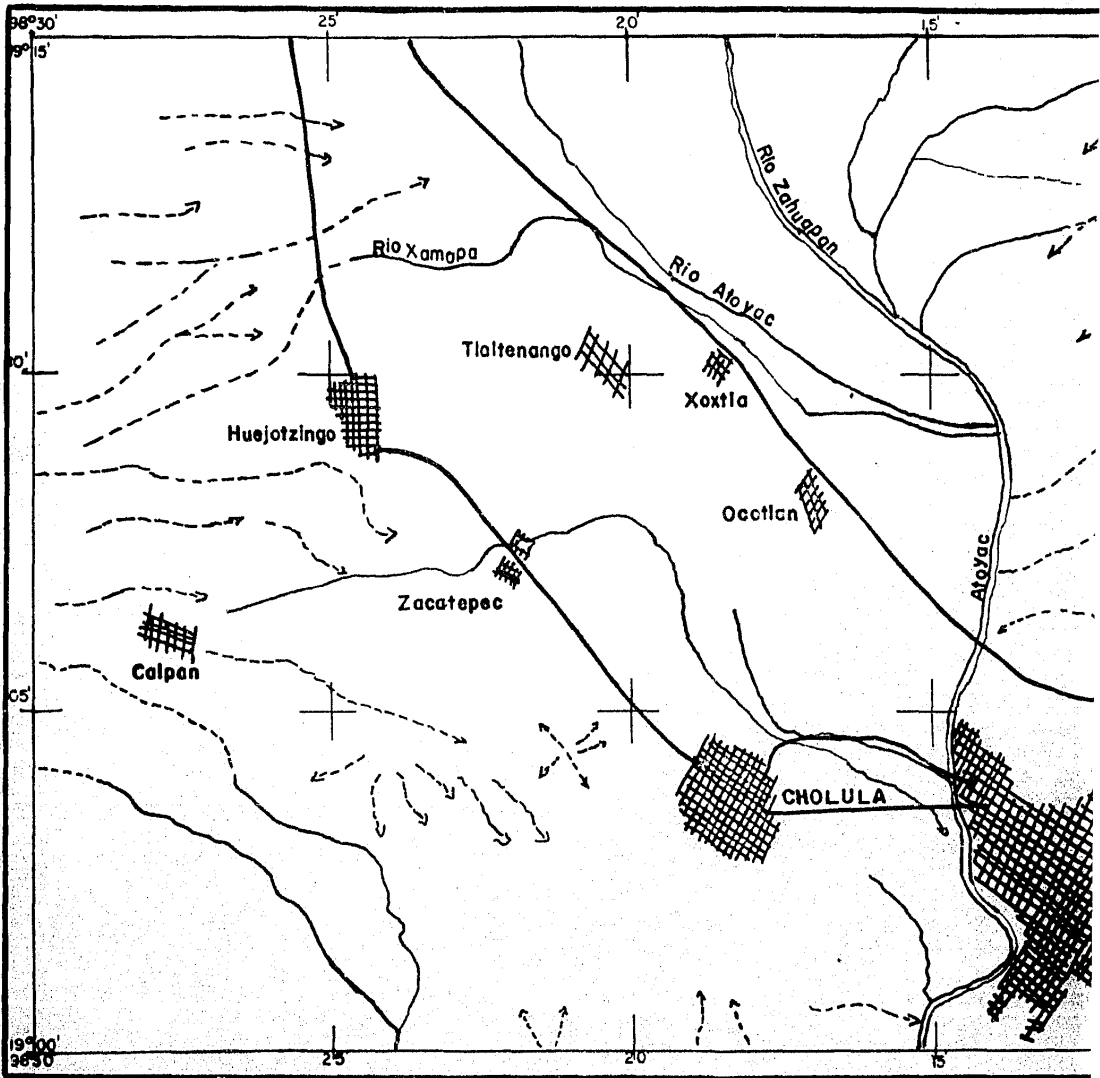 98°30'
25'
20'
15'
19°15'
Rio Zahuapan
Rio Xamapa
Rio Atoyac
10'
Tlaltenango
Xoxtla
Huejotzingo
Ocotlan
Atoyac
Zacatepec
Calpan
05'
CHOLULA
19°00'
98°30'
25'
20'
15'